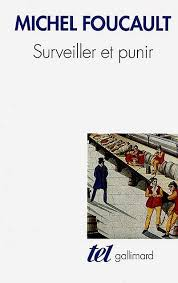 MICHEL FOUCAULT
Surveiller et punir
tel gallimard